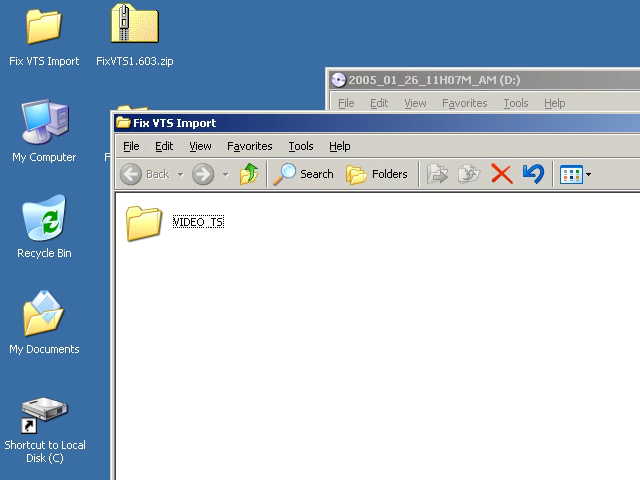 Fix VTS Import
FixVTS1.603.zip
2005_01_26_11H07M_AM (D:)
File Edit View Favorites Tools Help
My Computer
F
Fix VTS Import
File Edit View Favorites Tools Help
Back Search Folders
VIDEO_TS
Recycle Bin
My Documents
Shortcut to Local
Disk (C)